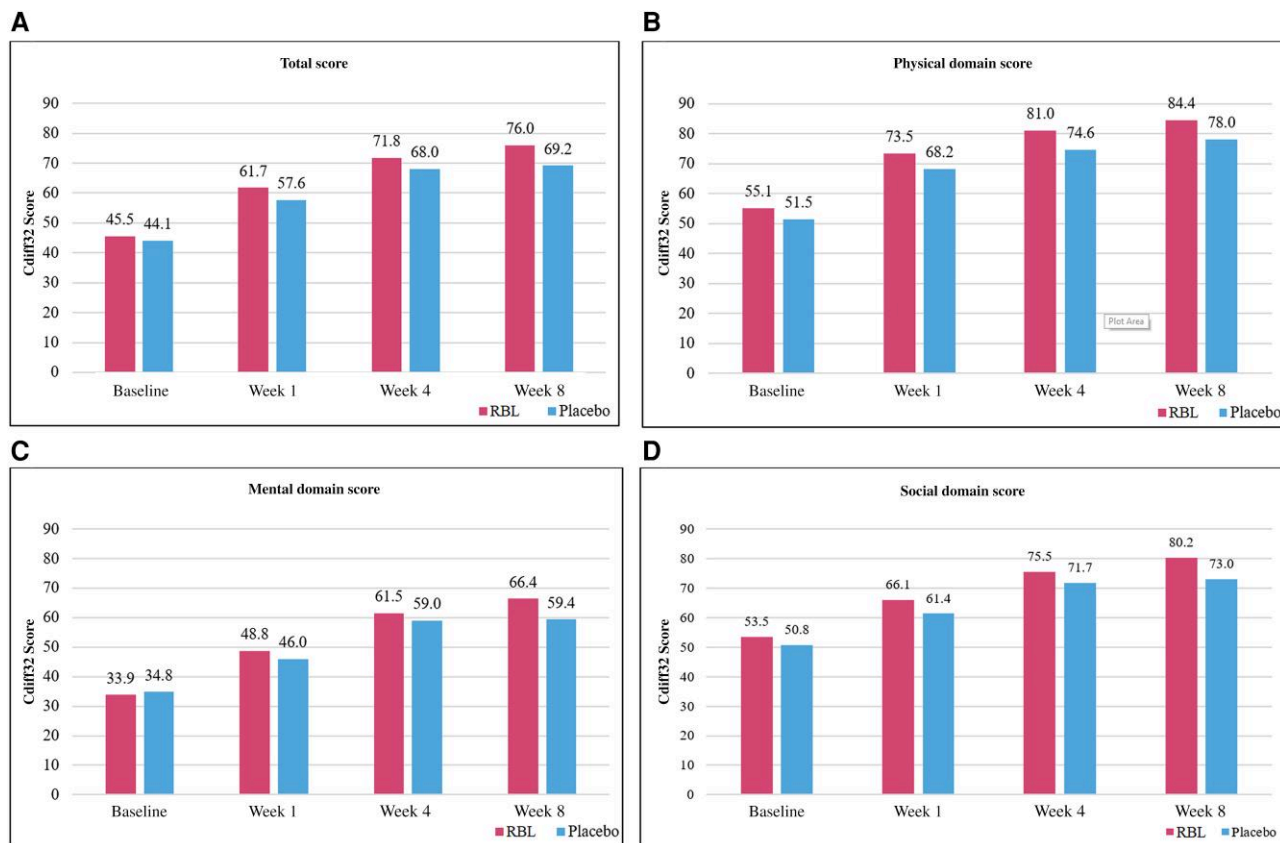 A
Total score
Cdiff32 Score
90
80
70
60
50
40
30
20
10
0
45.5
44.1
61.7
57.6
71.8
68.0
76.0
69.2
Baseline
Week 1
Week 4
Week 8
RBL
Placebo
B
Physical domain score
Cdiff32 Score
90
80
70
60
50
40
30
20
10
0
55.1
51.5
73.5
68.2
81.0
74.6
84.4
78.0
Plot Area
Baseline
Week 1
Week 4
Week 8
RBL
Placebo
C
Mental domain score
Cdiff32 Score
90
80
70
60
50
40
30
20
10
0
33.9
34.8
48.8
46.0
61.5
59.0
66.4
59.4
Baseline
Week 1
Week 4
Week 8
RBL
Placebo
D
Social domain score
Cdiff32 Score
90
80
70
60
50
40
30
20
10
0
53.5
50.8
66.1
61.4
75.5
71.7
80.2
73.0
Baseline
Week 1
Week 4
Week 8
RBL
Placebo